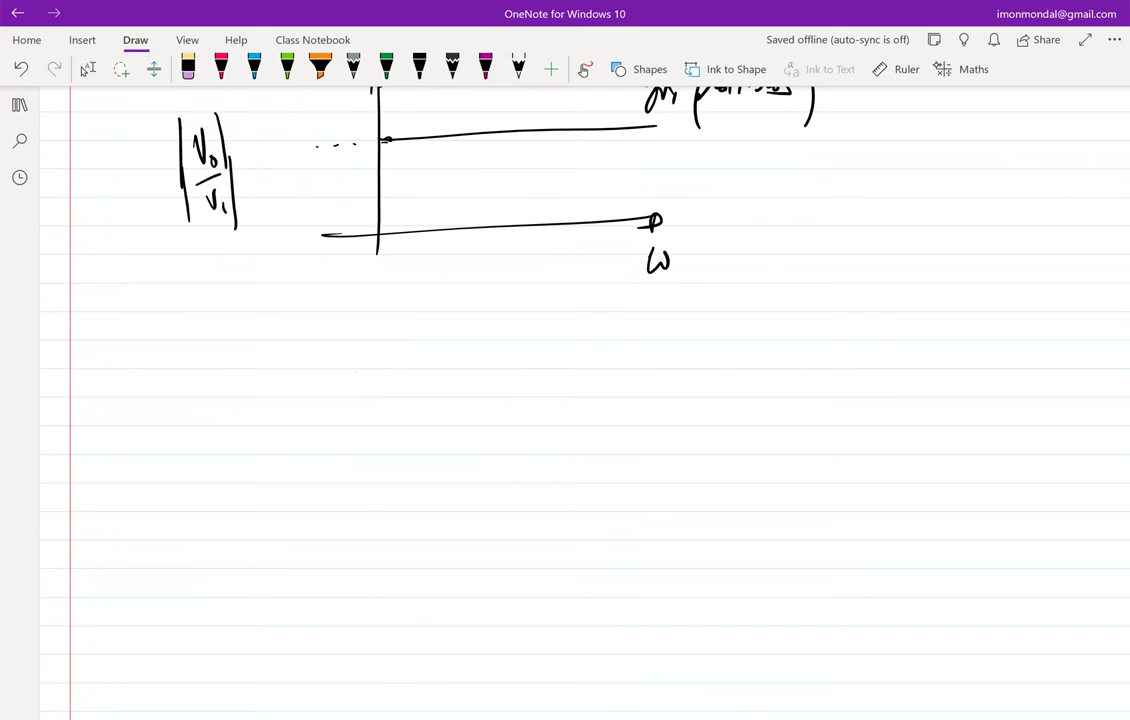 OneNote for Windows 10
imonmondal@gmail.com
Home Insert Draw View Help Class Notebook
Saved offline (auto-sync is off) Share
Shapes Ink to Shape Ink to Text Ruler Maths
|V₀/Vᵢ|
...
ω